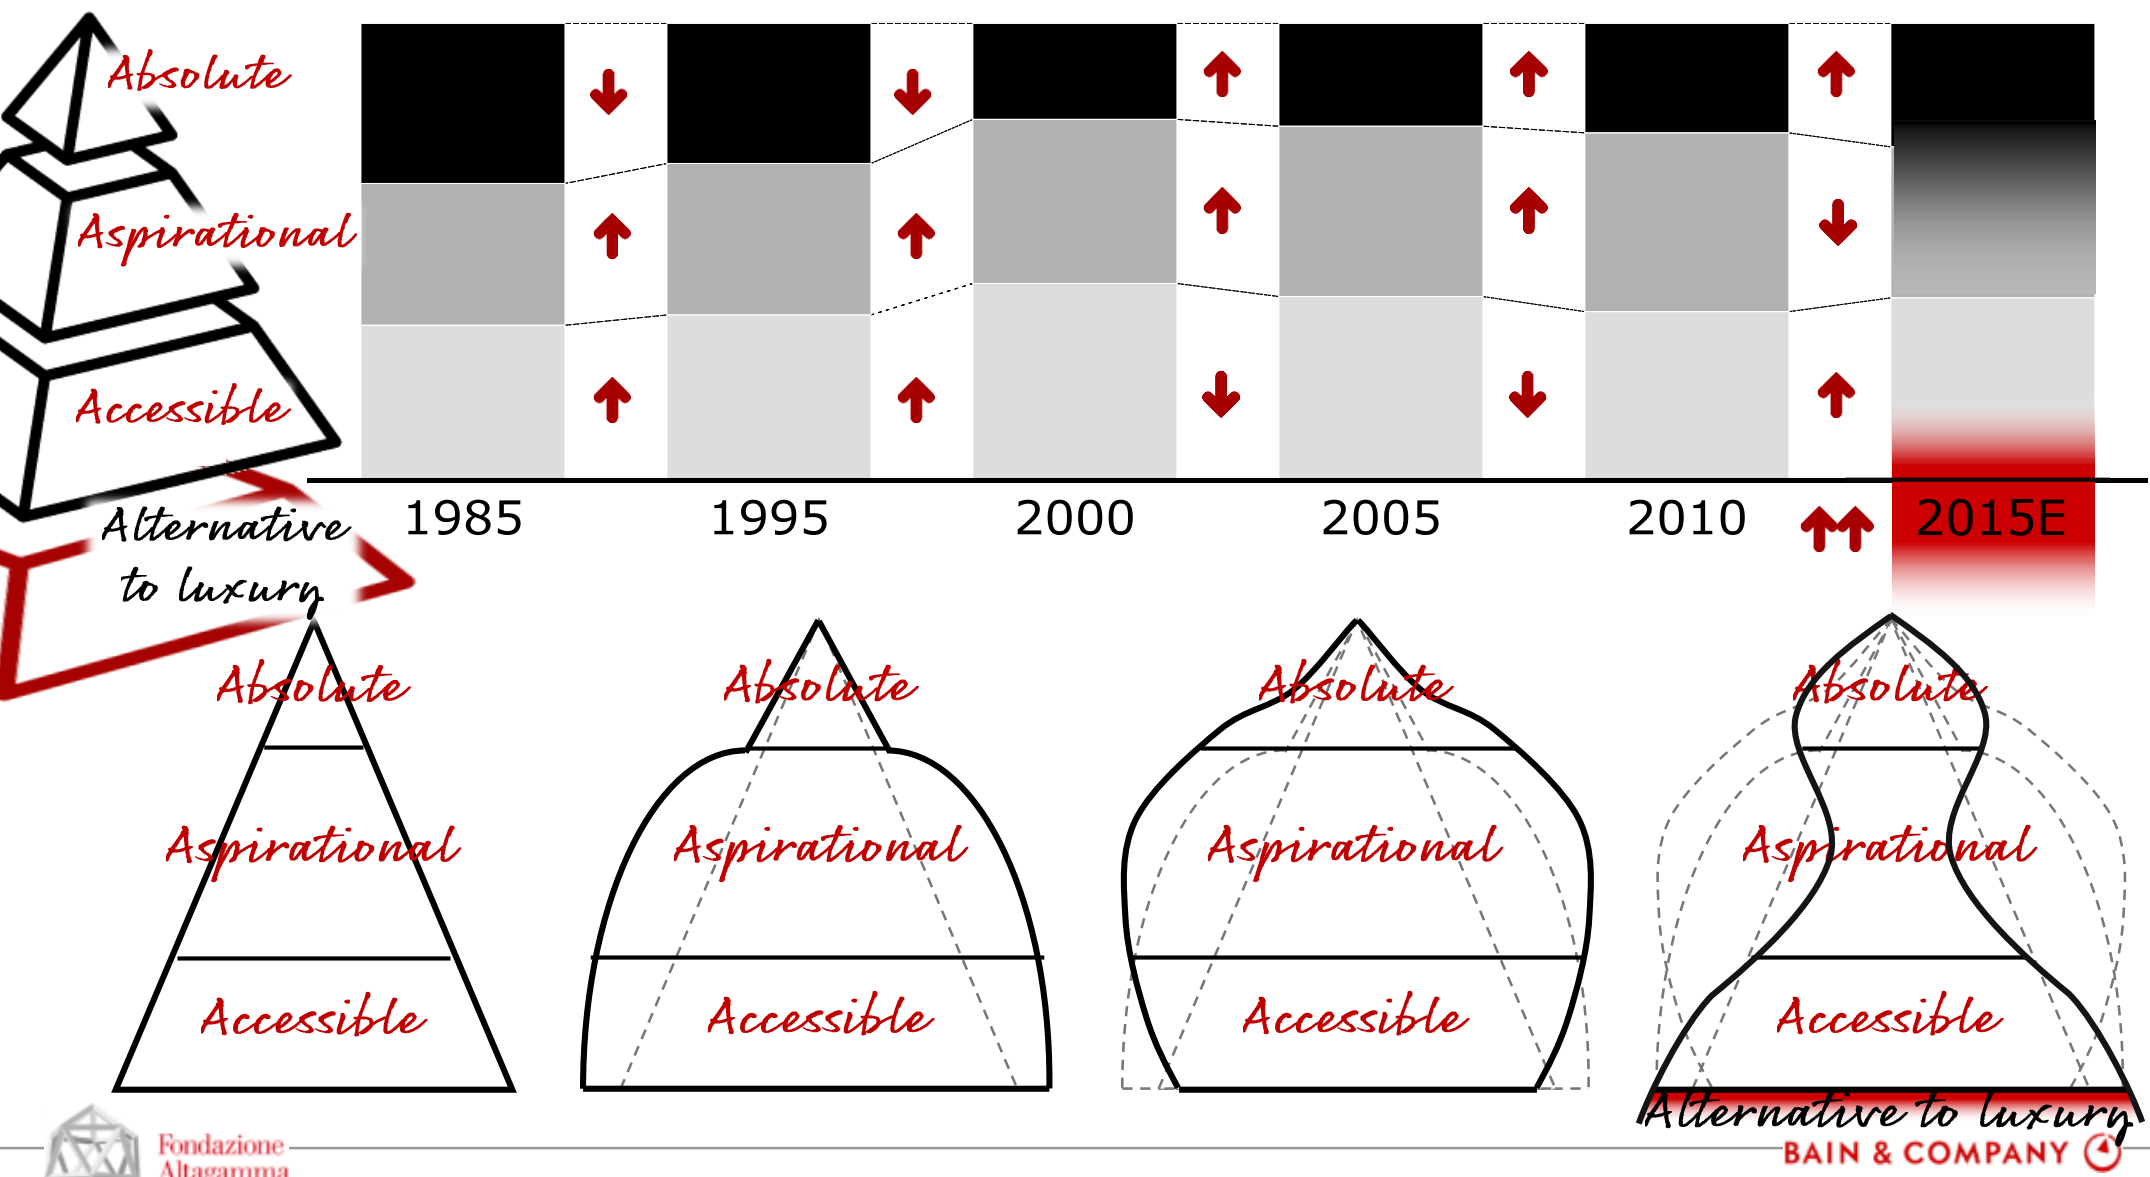 Absolute
Aspirational
Accessible
Alternative
to luxury
1985
1995
2000
2005
2010
2015E
Absolute
Absolute
Absolute
Absolute
Aspirational
Aspirational
Aspirational
Aspirational
Accessible
Accessible
Accessible
Accessible
Alternative to luxury
Fondazione
Altagamma
BAIN & COMPANY